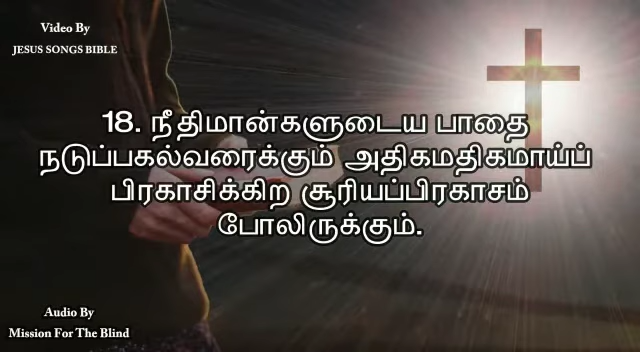 Video By
JESUS SONGS BIBLE
18. நீதிமான்களுடைய பாதை
நடுப்பகல்வரைக்கும் அதிகமதிகமாய்ப்
பிரகாசிக்கிற சூரியப்பிரகாசம்
போலிருக்கும்.
Audio By
Mission For The Blind